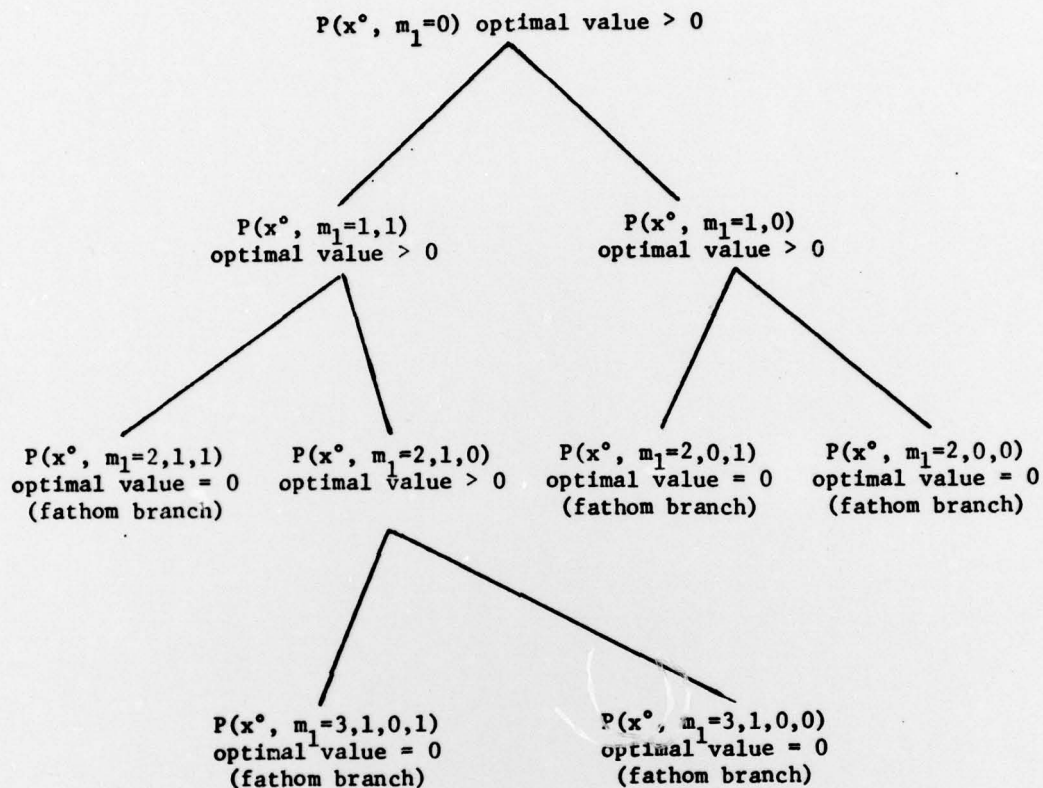 P(x°, m₁=0) optimal value > 0
P(x°, m₁=1,1)
optimal value > 0
P(x°, m₁=1,0)
optimal value > 0
P(x°, m₁=2,1,1)
optimal value = 0
(fathom branch)
P(x°, m₁=2,1,0)
optimal value > 0
P(x°, m₁=2,0,1)
optimal value = 0
(fathom branch)
P(x°, m₁=2,0,0)
optimal value = 0
(fathom branch)
P(x°, m₁=3,1,0,1)
optimal value = 0
(fathom branch)
P(x°, m₁=3,1,0,0)
optimal value = 0
(fathom branch)